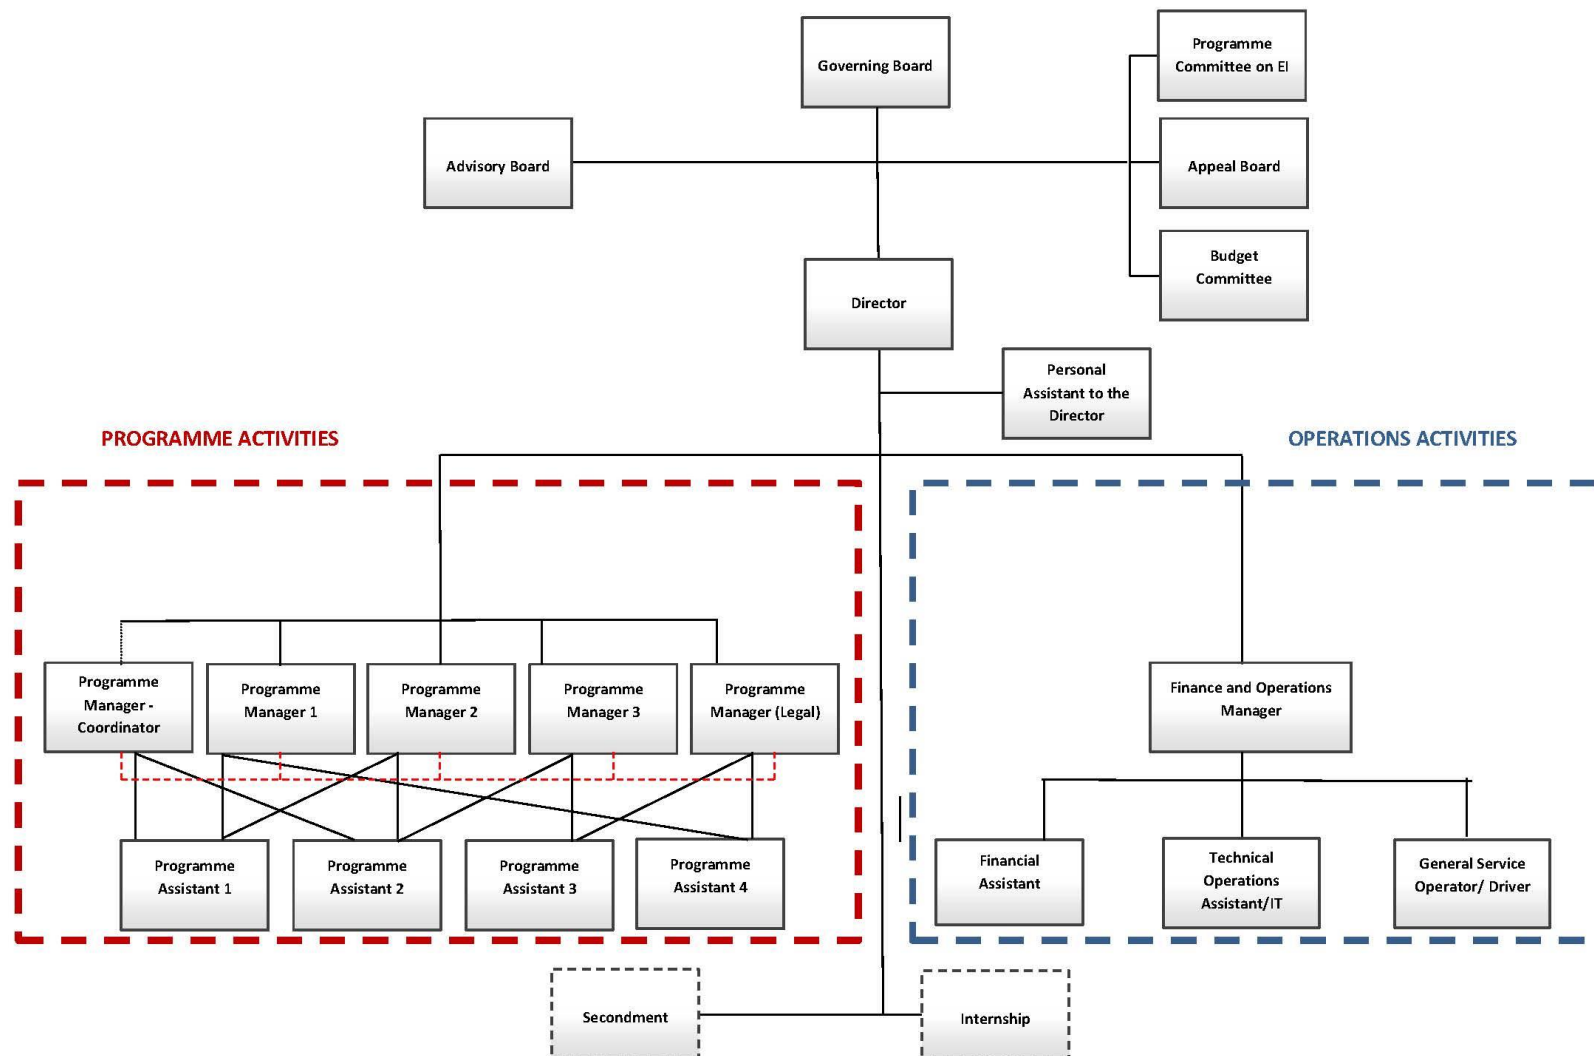 Governing Board
Programme
Committee on EI
Advisory Board
Appeal Board
Budget
Committee
Director
Personal
Assistant to the
Director
PROGRAMME ACTIVITIES
OPERATIONS ACTIVITIES
Programme
Manager -
Coordinator
Programme
Manager 1
Programme
Manager 2
Programme
Manager 3
Programme
Manager (Legal)
Finance and Operations
Manager
Programme
Assistant 1
Programme
Assistant 2
Programme
Assistant 3
Programme
Assistant 4
Financial
Assistant
Technical
Operations
Assistant/IT
General Service
Operator/ Driver
Secondment
Internship